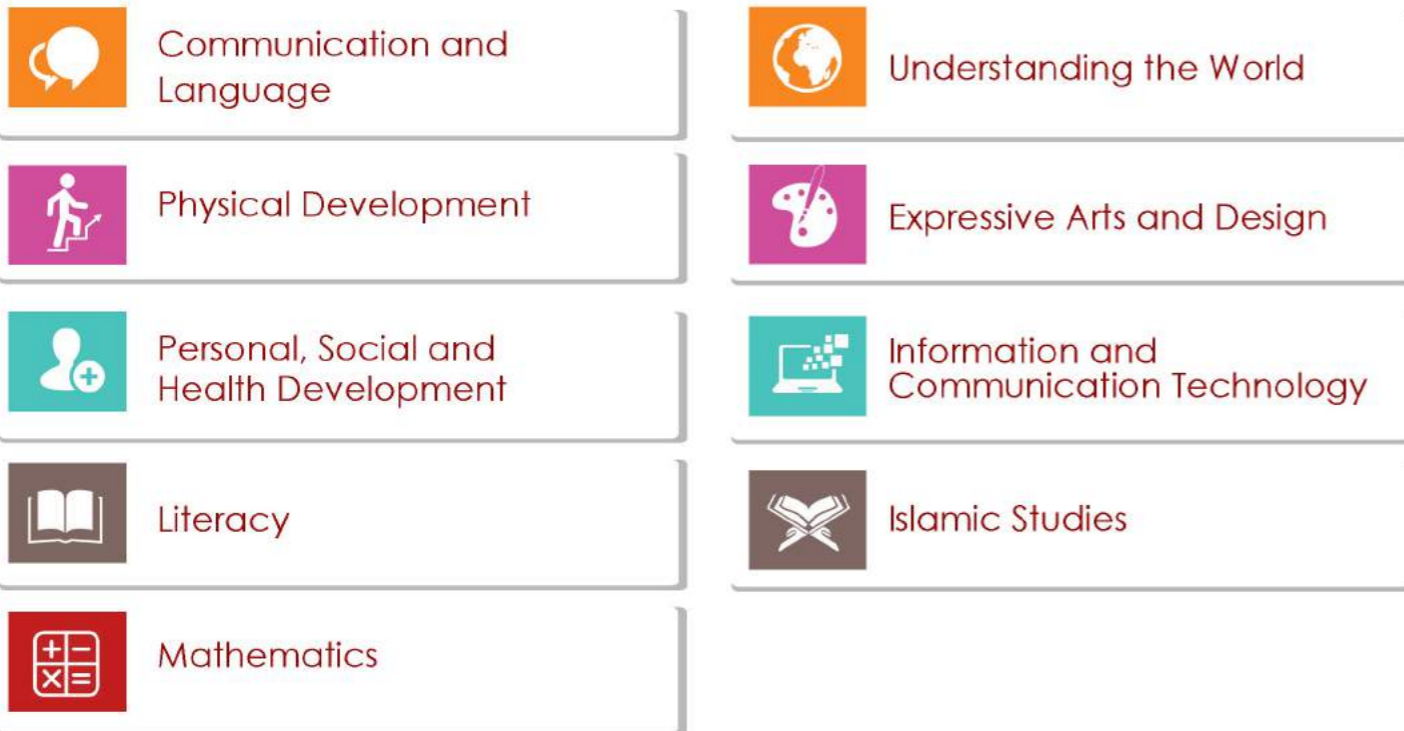 Communication and
Language
Physical Development
Personal, Social and
Health Development
Literacy
Mathematics
Understanding the World
Expressive Arts and Design
Information and
Communication Technology
Islamic Studies